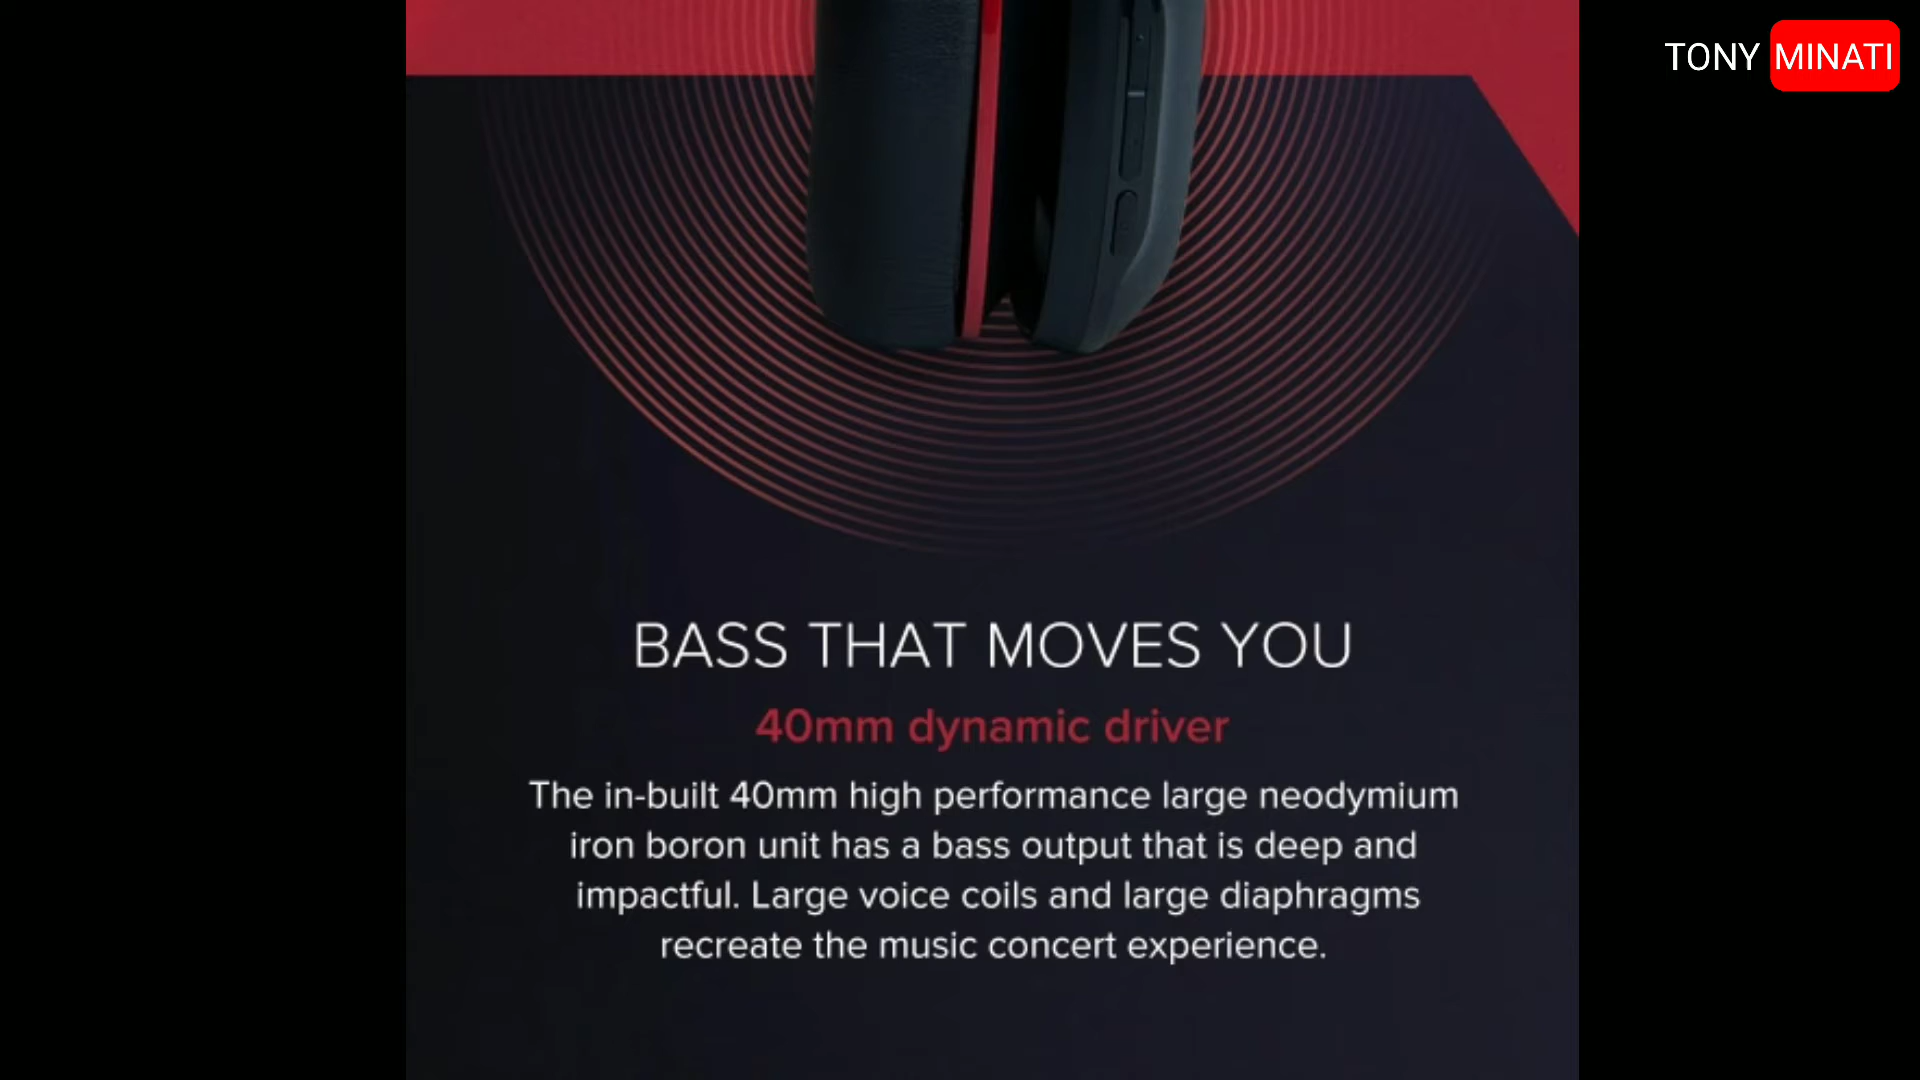 TONY MINATI
BASS THAT MOVES YOU
40mm dynamic driver
The in-built 40mm high performance large neodymium
iron boron unit has a bass output that is deep and
impactful. Large voice coils and large diaphragms
recreate the music concert experience.